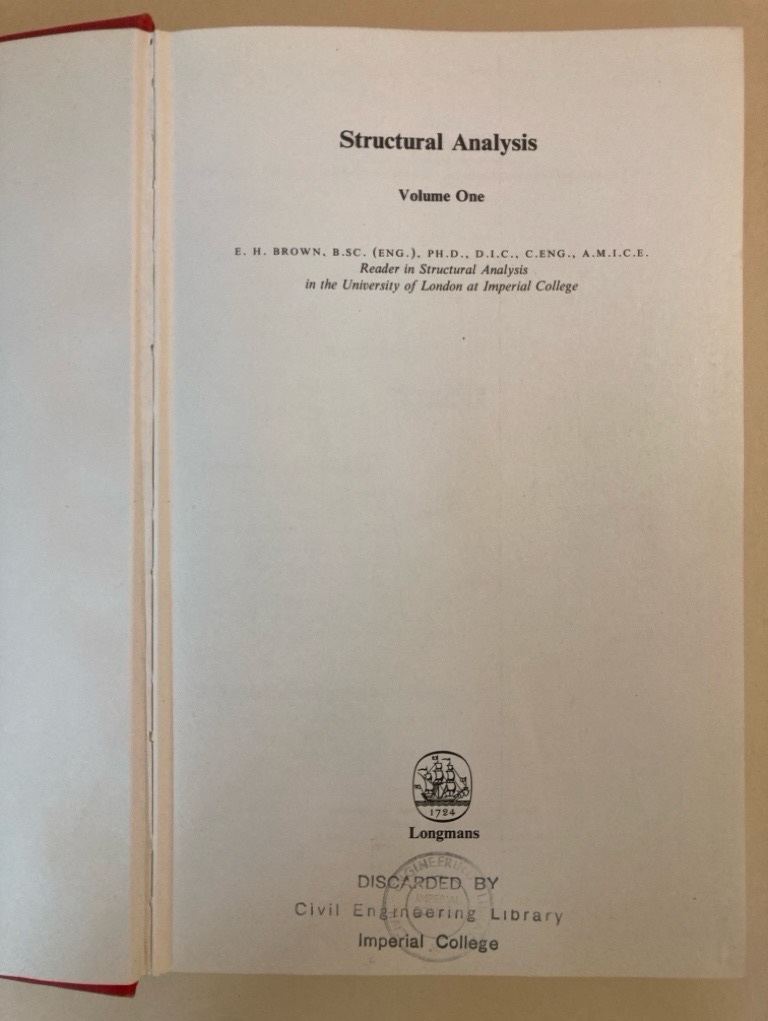 Structural Analysis
Volume One
E. H. BROWN, B.SC. (ENG.), PH.D., D.I.C., C.ENG., A.M.I.C.E.
Reader in Structural Analysis
in the University of London at Imperial College
1724
Longmans
DISCARDED BY
Civil Engineering Library
Imperial College